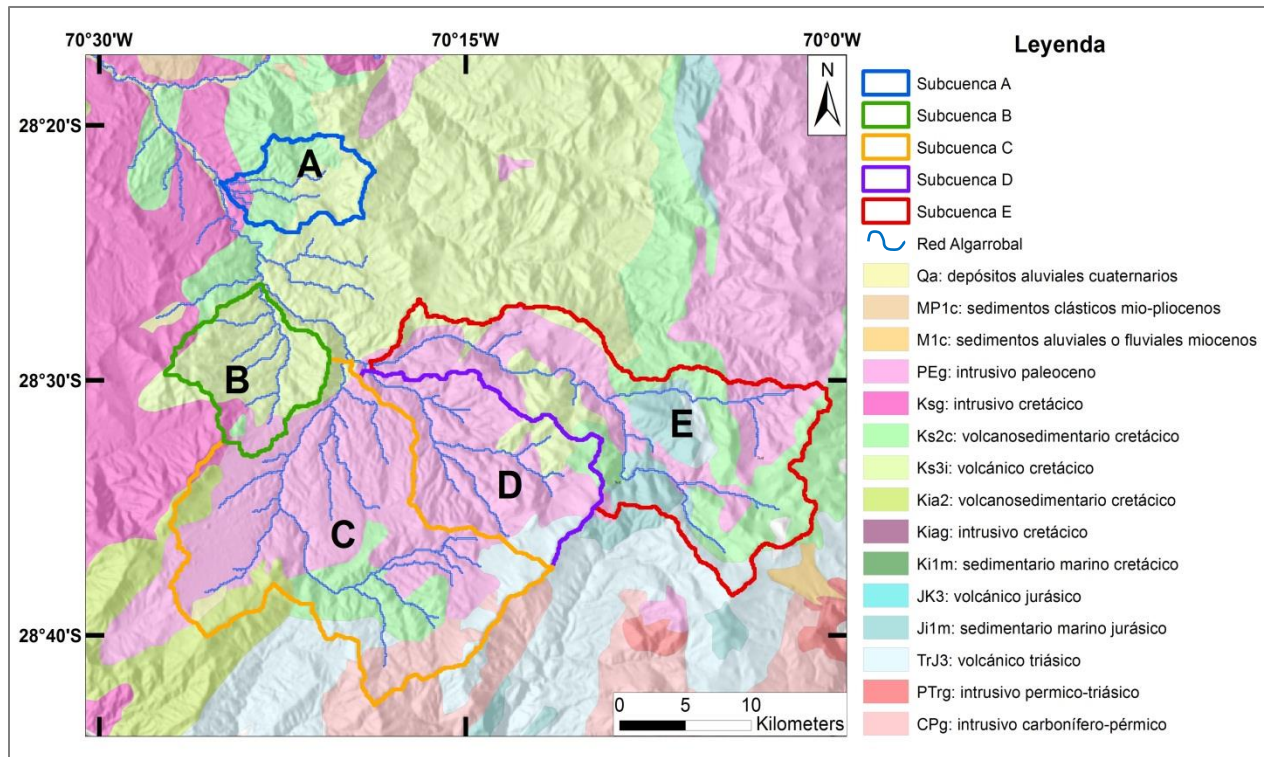 70°30'W
70°15'W
70°0'W
28°20'S
28°30'S
28°40'S
N
A
B
C
D
E
0
5
10
Kilometers
Leyenda
Subcuenca A
Subcuenca B
Subcuenca C
Subcuenca D
Subcuenca E
Red Algarrobal
Qa: depósitos aluviales cuaternarios
MP1c: sedimentos clásticos mio-pliocenos
M1c: sedimentos aluviales o fluviales miocenos
PEg: intrusivo paleoceno
Ksg: intrusivo cretácico
Ks2c: volcanosedimentario cretácico
Ks3i: volcánico cretácico
Kia2: volcanosedimentario cretácico
Kiag: intrusivo cretácico
Ki1m: sedimentario marino cretácico
JK3: volcánico jurásico
Ji1m: sedimentario marino jurásico
TrJ3: volcánico triásico
PTrg: intrusivo permico-triásico
CPg: intrusivo carbonífero-pérmico